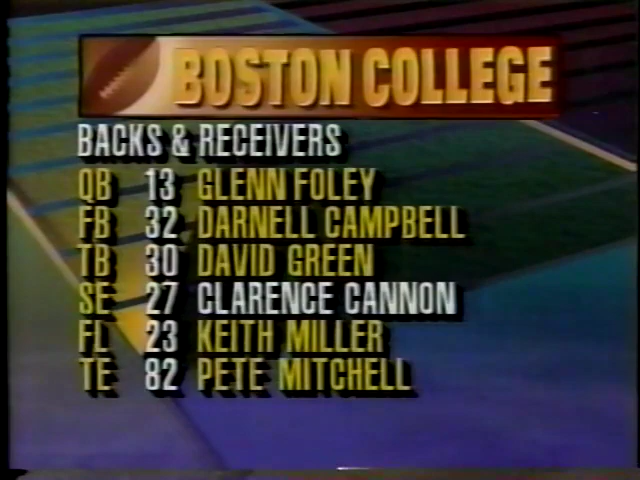 BOSTON COLLEGE
BACKS & RECEIVERS
QB 13 GLENN FOLEY
FB 32 DARNELL CAMPBELL
TB 30 DAVID GREEN
SE 27 CLARENCE CANNON
FL 23 KEITH MILLER
TE 82 PETE MITCHELL